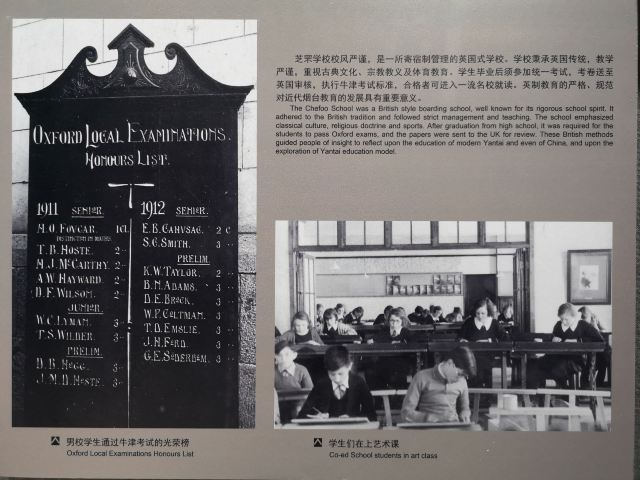 OXFORD LOCAL EXAMINATIONS.
HONOURS LIST.
1911 SENIOR.
H.O. FOUCAR. 1CL
DISTINCTION IN MATHS
T.B. HOSTE. 2 "
H.J. McCARTHY. 2 "
A.W. HAYWARD. 2 "
D.F. WILSON. 2 "
JUNIOR.
W.C. LYMAN. 3 "
T.S. WILDER. 3 "
PRELIM.
D.B. HOGG. 3 "
J.M.D. HOSTE. 3 "
1912 SENIOR.
E.B. CAHUSAC. 2 C
S.G. SMITH. 3 "
PRELIM.
K.W. TAYLOR. 2 "
B.N. ADAMS. 3 "
D.E. BROCK. 3 "
W.F. COLTMAN. 3 "
T.D. EMSLIE. 3 "
J.H. FORD. 3 "
G.E. SODERBOM. 3 "
男校学生通过牛津考试的光荣榜
Oxford Local Examinations Honours List
芝罘学校校风严谨，是一所寄宿制管理的英国式学校。学校秉承英国传统，教学
严谨，重视古典文化、宗教教义及体育教育。学生毕业后须参加统一考试，考卷送至
英国审核，执行牛津考试标准，合格者可进入一流名校就读。英制教育的严格、规范
对近代烟台教育的发展具有重要意义。
The Chefoo School was a British style boarding school, well known for its rigorous school spirit. It
adhered to the British tradition and followed strict management and teaching. The school emphasized
classical culture, religious doctrine and sports. After graduation from high school, it was required for the
students to pass Oxford exams, and the papers were sent to the UK for review. These British methods
guided people of insight to reflect upon the education of modern Yantai and even of China, and upon
the exploration of Yantai education model.
学生们在上艺术课
Co-ed School students in art class